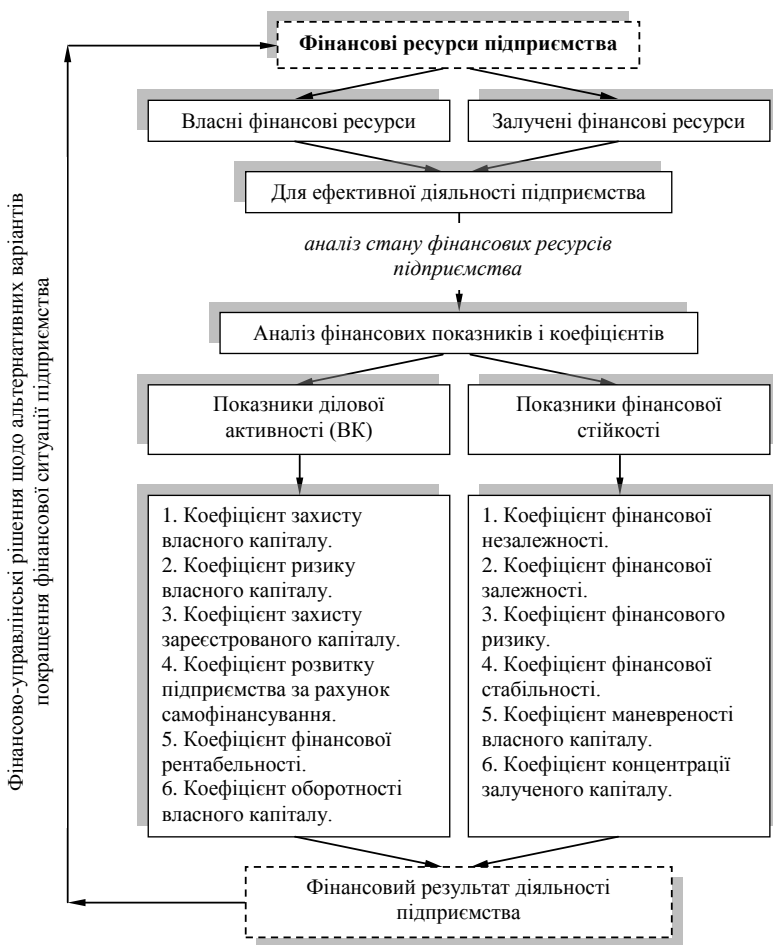 Фінансові ресурси підприємства
Власні фінансові ресурси
Залучені фінансові ресурси
Для ефективної діяльності підприємства
аналіз стану фінансових ресурсів
підприємства
Аналіз фінансових показників і коефіцієнтів
Показники ділової
активності (ВК)
Показники фінансової
стійкості
1. Коефіцієнт захисту
власного капіталу.
2. Коефіцієнт ризику
власного капіталу.
3. Коефіцієнт захисту
зареєстрованого капіталу.
4. Коефіцієнт розвитку
підприємства за рахунок
самофінансування.
5. Коефіцієнт фінансової
рентабельності.
6. Коефіцієнт оборотності
власного капіталу.
1. Коефіцієнт фінансової
незалежності.
2. Коефіцієнт фінансової
залежності.
3. Коефіцієнт фінансового
ризику.
4. Коефіцієнт фінансової
стабільності.
5. Коефіцієнт маневреності
власного капіталу.
6. Коефіцієнт концентрації
залученого капіталу.
Фінансовий результат діяльності
підприємства
Фінансово-управлінські рішення щодо альтернативних варіантів
покращення фінансової ситуації підприємства